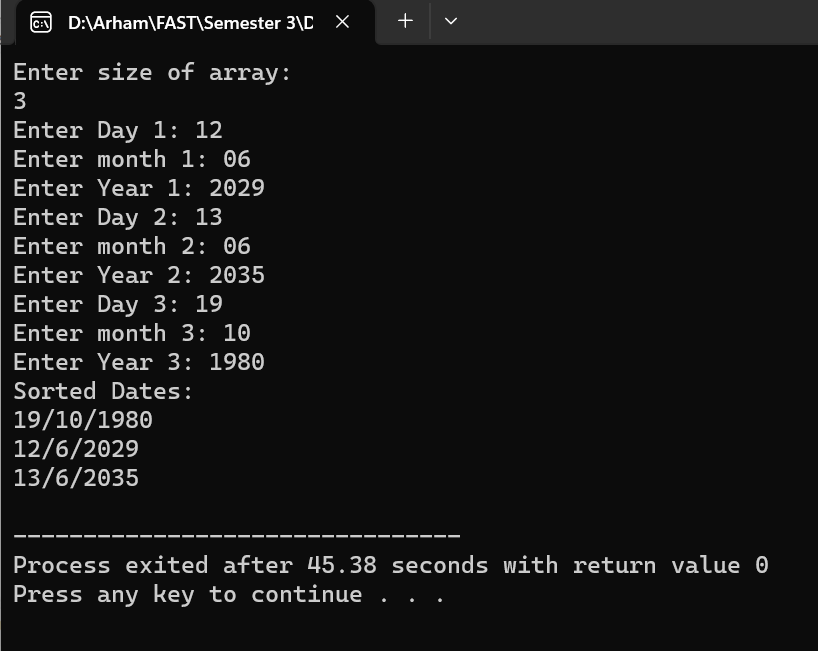 D:\Arham\FAST\Semester 3\D
Enter size of array:
3
Enter Day 1: 12
Enter month 1: 06
Enter Year 1: 2029
Enter Day 2: 13
Enter month 2: 06
Enter Year 2: 2035
Enter Day 3: 19
Enter month 3: 10
Enter Year 3: 1980
Sorted Dates:
19/10/1980
12/6/2029
13/6/2035
--------------------------------
Process exited after 45.38 seconds with return value 0
Press any key to continue . . .